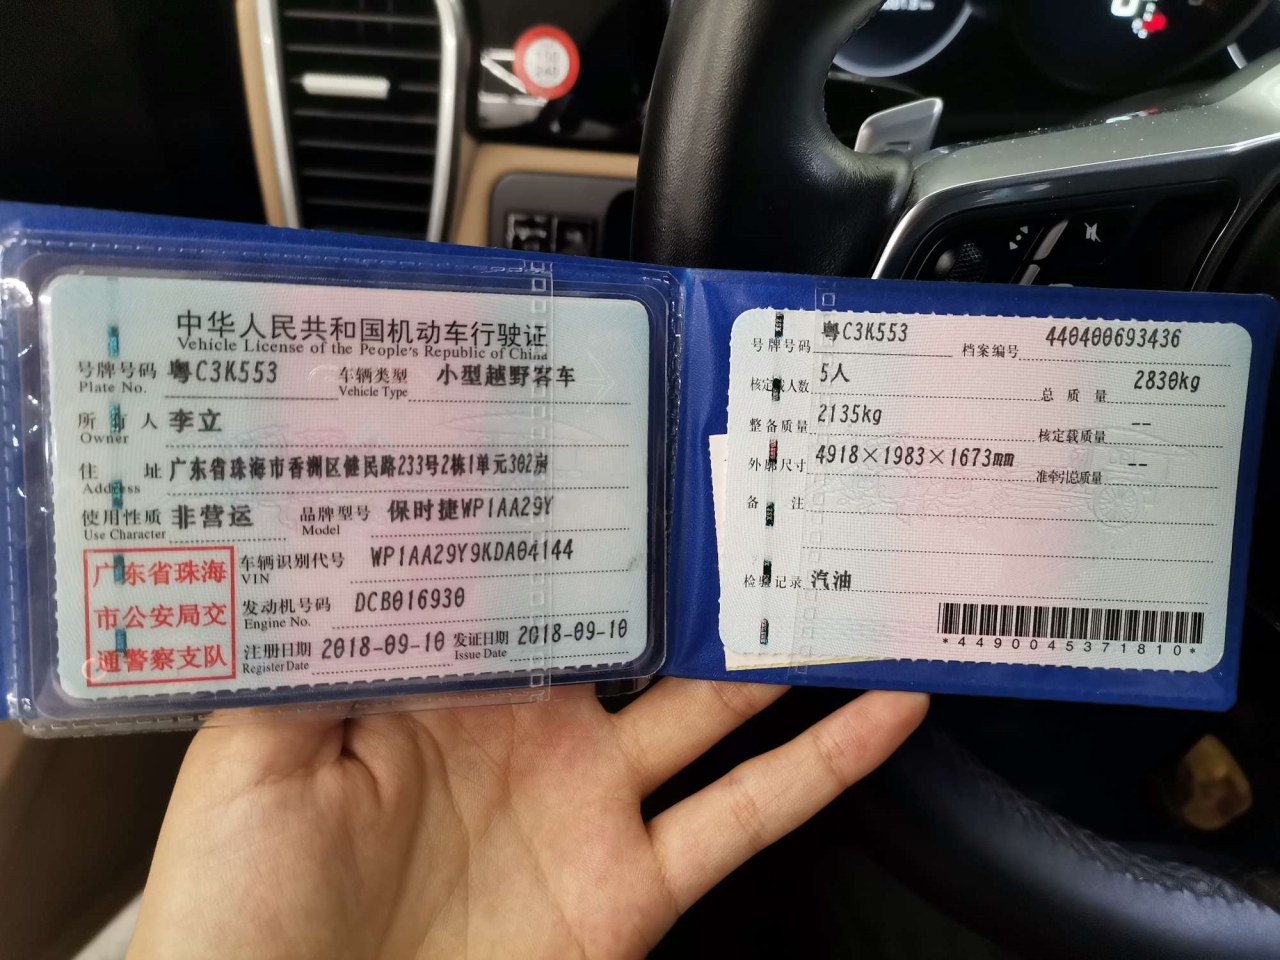 中华人民共和国机动车行驶证
Vehicle License of the People's Republic of China
号牌号码 粤C3K553 车辆类型 小型越野客车
Plate No. Vehicle Type
所有人 李立
Owner
住址 广东省珠海市香洲区健民路233号2栋1单元302房
Address
使用性质 非营运 品牌型号 保时捷WP1AA29Y
Use Character Model
广东省珠海
市公安局交
通警察支队
车辆识别代号 WP1AA29Y9KDA04144
VIN
发动机号码 DCB016930
Engine No.
注册日期 2018-09-10 发证日期 2018-09-10
Register Date Issue Date
号牌号码 粤C3K553 档案编号 440400693436
核定载人数 5人 总质量 2830kg
整备质量 2135kg 核定载质量 --
外廓尺寸 4918×1983×1673mm 准牵引总质量 --
备注
检验记录 汽油
*4490045371810*